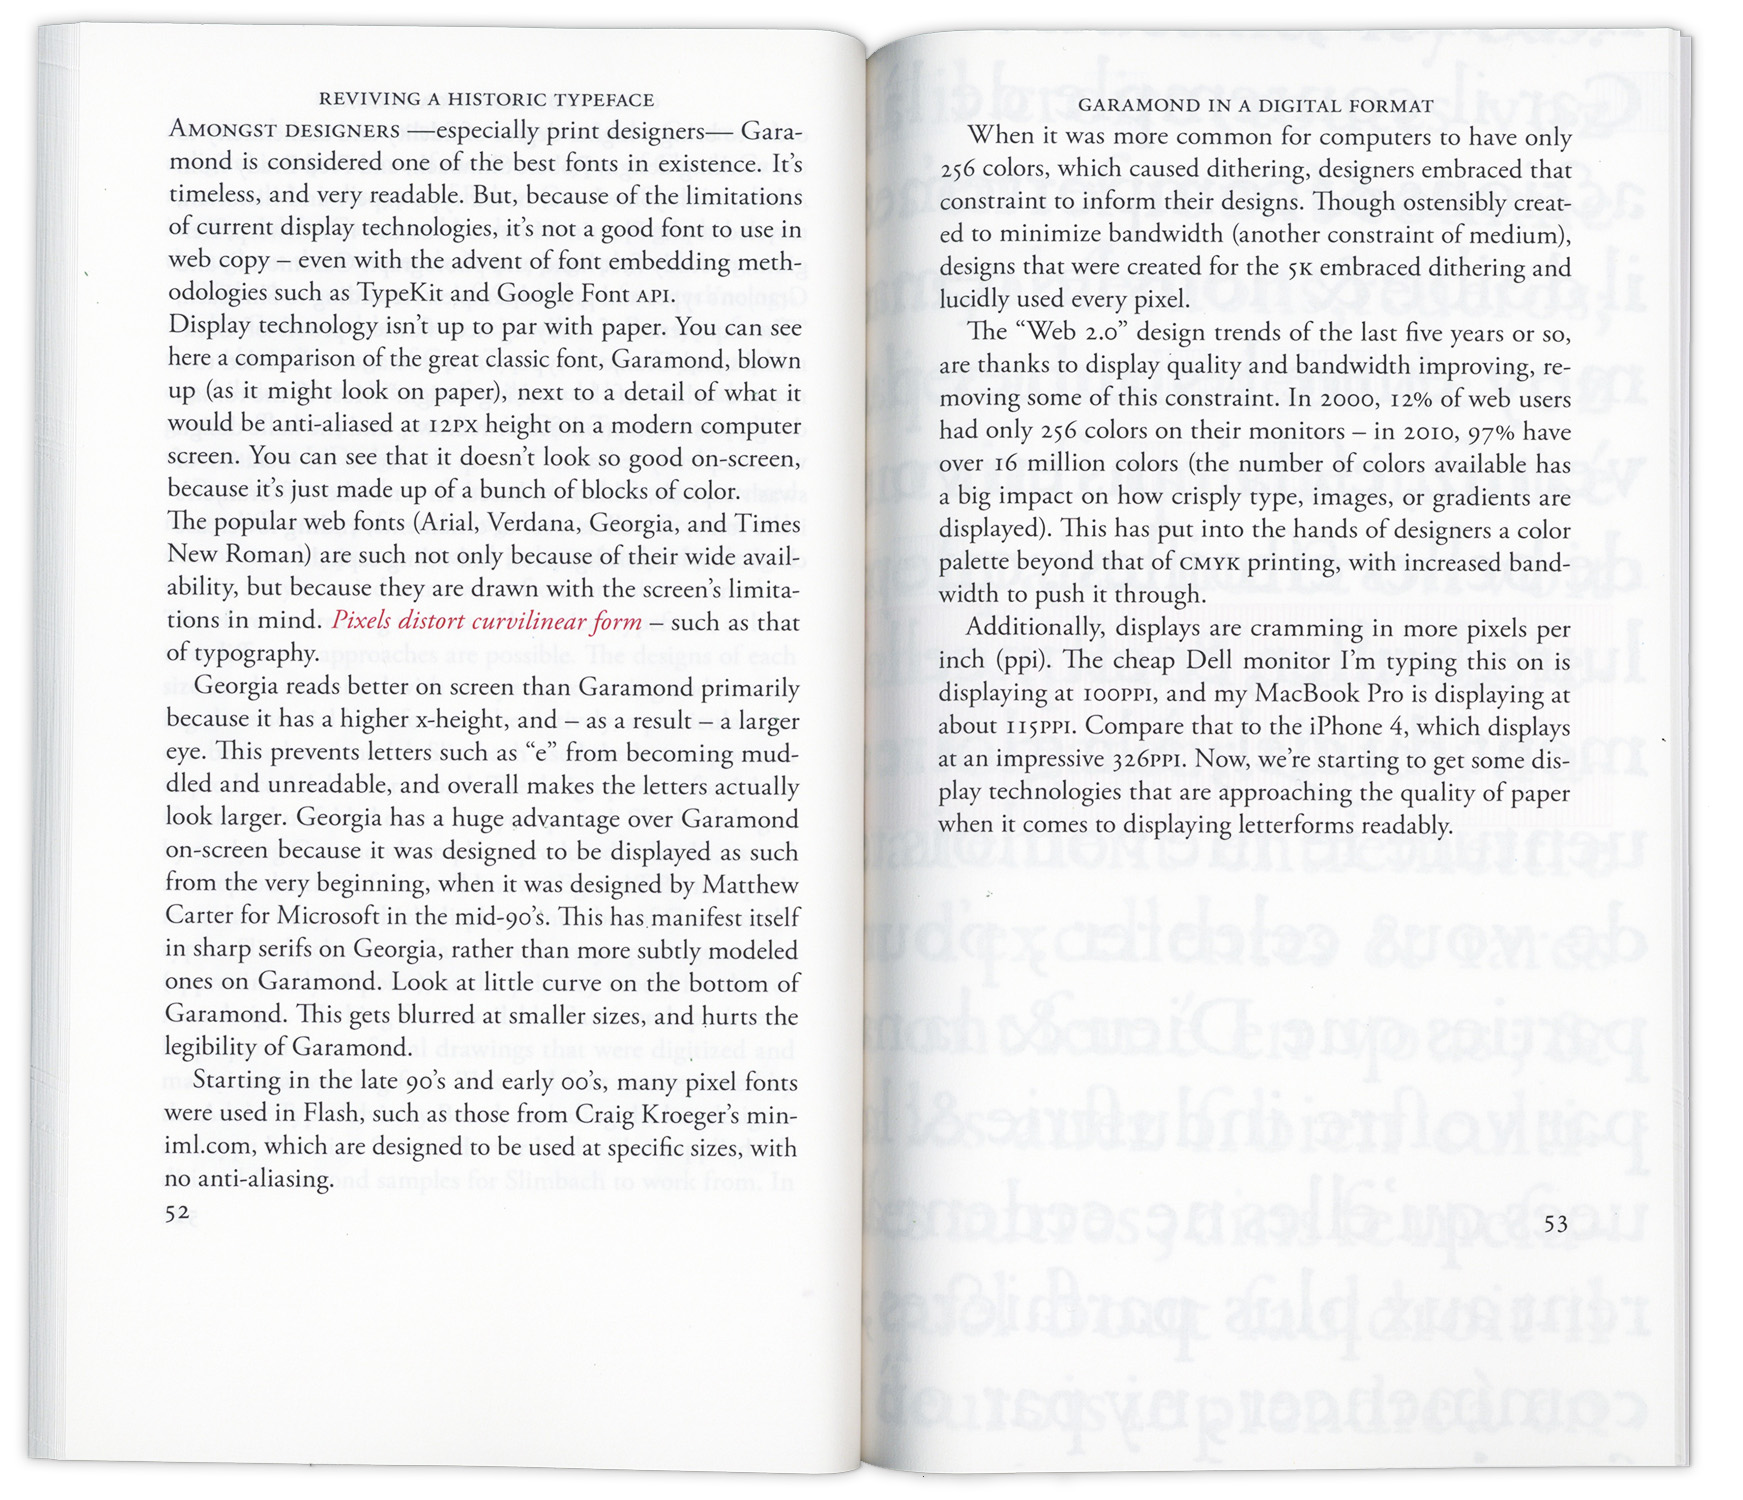 REVIVING A HISTORIC TYPEFACE
AMONGST DESIGNERS —especially print designers— Gara-
mond is considered one of the best fonts in existence. It’s
timeless, and very readable. But, because of the limitations
of current display technologies, it’s not a good font to use in
web copy – even with the advent of font embedding meth-
odologies such as TypeKit and Google Font API.
Display technology isn’t up to par with paper. You can see
here a comparison of the great classic font, Garamond, blown
up (as it might look on paper), next to a detail of what it
would be anti-aliased at 12PX height on a modern computer
screen. You can see that it doesn’t look so good on-screen,
because it’s just made up of a bunch of blocks of color.
The popular web fonts (Arial, Verdana, Georgia, and Times
New Roman) are such not only because of their wide avail-
ability, but because they are drawn with the screen’s limita-
tions in mind. Pixels distort curvilinear form – such as that
of typography.
Georgia reads better on screen than Garamond primarily
because it has a higher x-height, and – as a result – a larger
eye. This prevents letters such as “e” from becoming mud-
dled and unreadable, and overall makes the letters actually
look larger. Georgia has a huge advantage over Garamond
on-screen because it was designed to be displayed as such
from the very beginning, when it was designed by Matthew
Carter for Microsoft in the mid-90’s. This has manifest itself
in sharp serifs on Georgia, rather than more subtly modeled
ones on Garamond. Look at little curve on the bottom of
Garamond. This gets blurred at smaller sizes, and hurts the
legibility of Garamond.
Starting in the late 90’s and early 00’s, many pixel fonts
were used in Flash, such as those from Craig Kroeger’s min-
iml.com, which are designed to be used at specific sizes, with
no anti-aliasing.
52
GARAMOND IN A DIGITAL FORMAT
When it was more common for computers to have only
256 colors, which caused dithering, designers embraced that
constraint to inform their designs. Though ostensibly creat-
ed to minimize bandwidth (another constraint of medium),
designs that were created for the 5K embraced dithering and
lucidly used every pixel.
The “Web 2.0” design trends of the last five years or so,
are thanks to display quality and bandwidth improving, re-
moving some of this constraint. In 2000, 12% of web users
had only 256 colors on their monitors – in 2010, 97% have
over 16 million colors (the number of colors available has
a big impact on how crisply type, images, or gradients are
displayed). This has put into the hands of designers a color
palette beyond that of CMYK printing, with increased band-
width to push it through.
Additionally, displays are cramming in more pixels per
inch (ppi). The cheap Dell monitor I’m typing this on is
displaying at 100PPI, and my MacBook Pro is displaying at
about 115PPI. Compare that to the iPhone 4, which displays
at an impressive 326PPI. Now, we’re starting to get some dis-
play technologies that are approaching the quality of paper
when it comes to displaying letterforms readably.
53